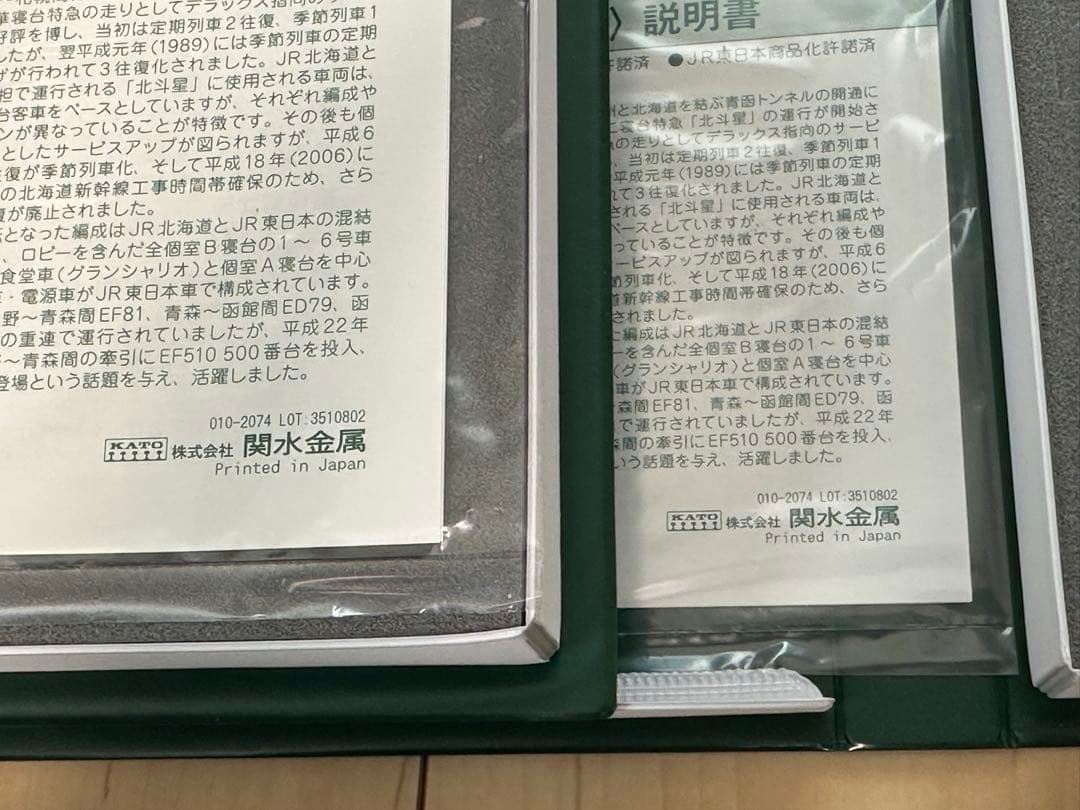 華寝台特急の走りとしてデラックス指向の
好評を博し、当初は定期列車2往復、季節列車1
したが、翌平成元年(1989)には季節列車の定期
げが行われて3往復化されました。JR北海道と
担で運行される「北斗星」に使用される車両は、
台客車をベースとしていますが、それぞれ編成や
ンが異なっていることが特徴です。その後も個
としたサービスアップが図られますが、平成6
復が季節列車化、そして平成18年(2006)に
の北海道新幹線工事時間帯確保のため、さら
復が廃止されました。
となった編成はJR北海道とJR東日本の混結
、ロビーを含んだ全個室B寝台の1～6号車
食堂車(グランシャリオ)と個室A寝台を中心
・電源車がJR東日本車で構成されています。
野～青森間EF81、青森～函館間ED79、函
の重連で運行されていましたが、平成22年
～青森間の牽引にEF510 500番台を投入、
登場という話題を与え、活躍しました。
010-2074 LOT:3510802
KATO 株式会社 関水金属
Printed in Japan
〉説明書
許諾済 ●JR東日本商品化許諾済
州と北海道を結ぶ青函トンネルの開通に
寝台特急「北斗星」の運行が開始さ
の走りとしてデラックス指向のサービ
、当初は定期列車2往復、季節列車1
平成元年(1989)には季節列車の定期
れて3往復化されました。JR北海道と
される「北斗星」に使用される車両は、
ベースとしていますが、それぞれ編成や
っていることが特徴です。その後も個
ービスアップが図られますが、平成6
節列車化、そして平成18年(2006)に
道新幹線工事時間帯確保のため、さら
されました。
た編成はJR北海道とJR東日本の混結
ーを含んだ全個室B寝台の1～6号車
(グランシャリオ)と個室A寝台を中心
車がJR東日本車で構成されています。
森間EF81、青森～函館間ED79、函
で運行されていましたが、平成22年
森間の牽引にEF510 500番台を投入、
いう話題を与え、活躍しました。
010-2074 LOT:3510802
KATO 株式会社 関水金属
Printed in Japan